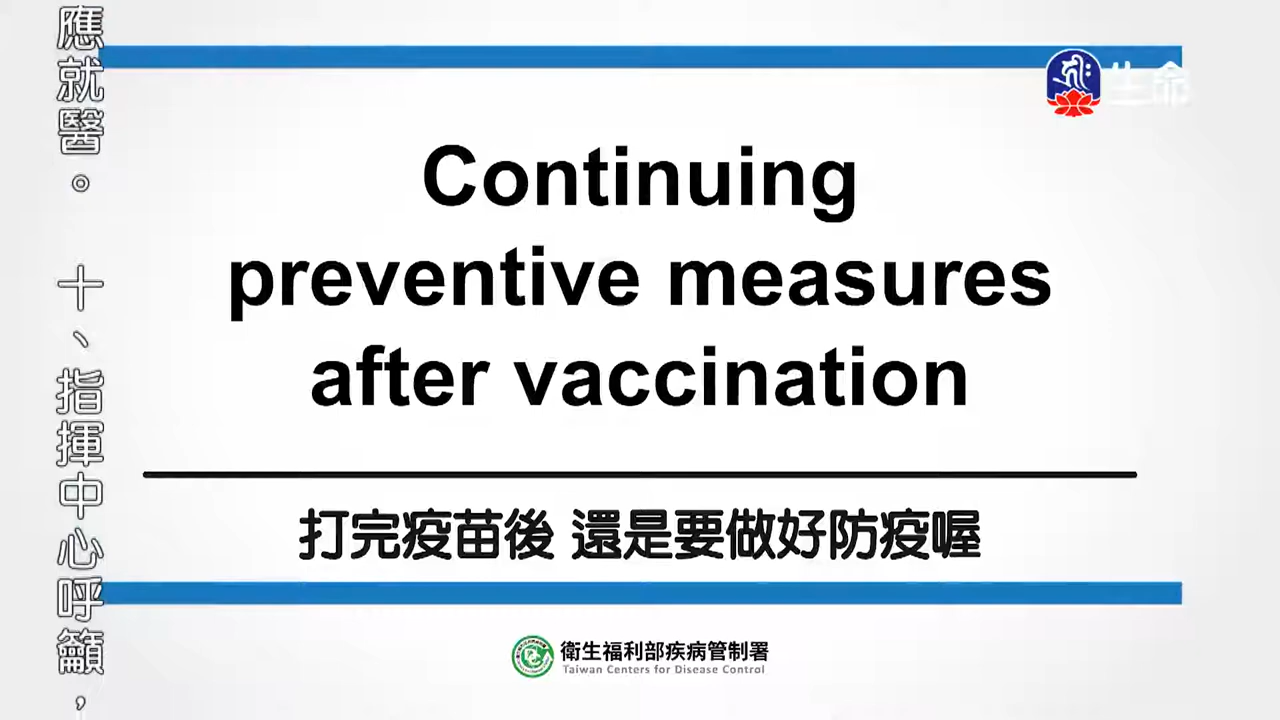 應就醫。 十、指揮中心呼籲，
生命
Continuing
preventive measures
after vaccination
打完疫苗後 還是要做好防疫喔
衛生福利部疾病管制署
Taiwan Centers for Disease Control